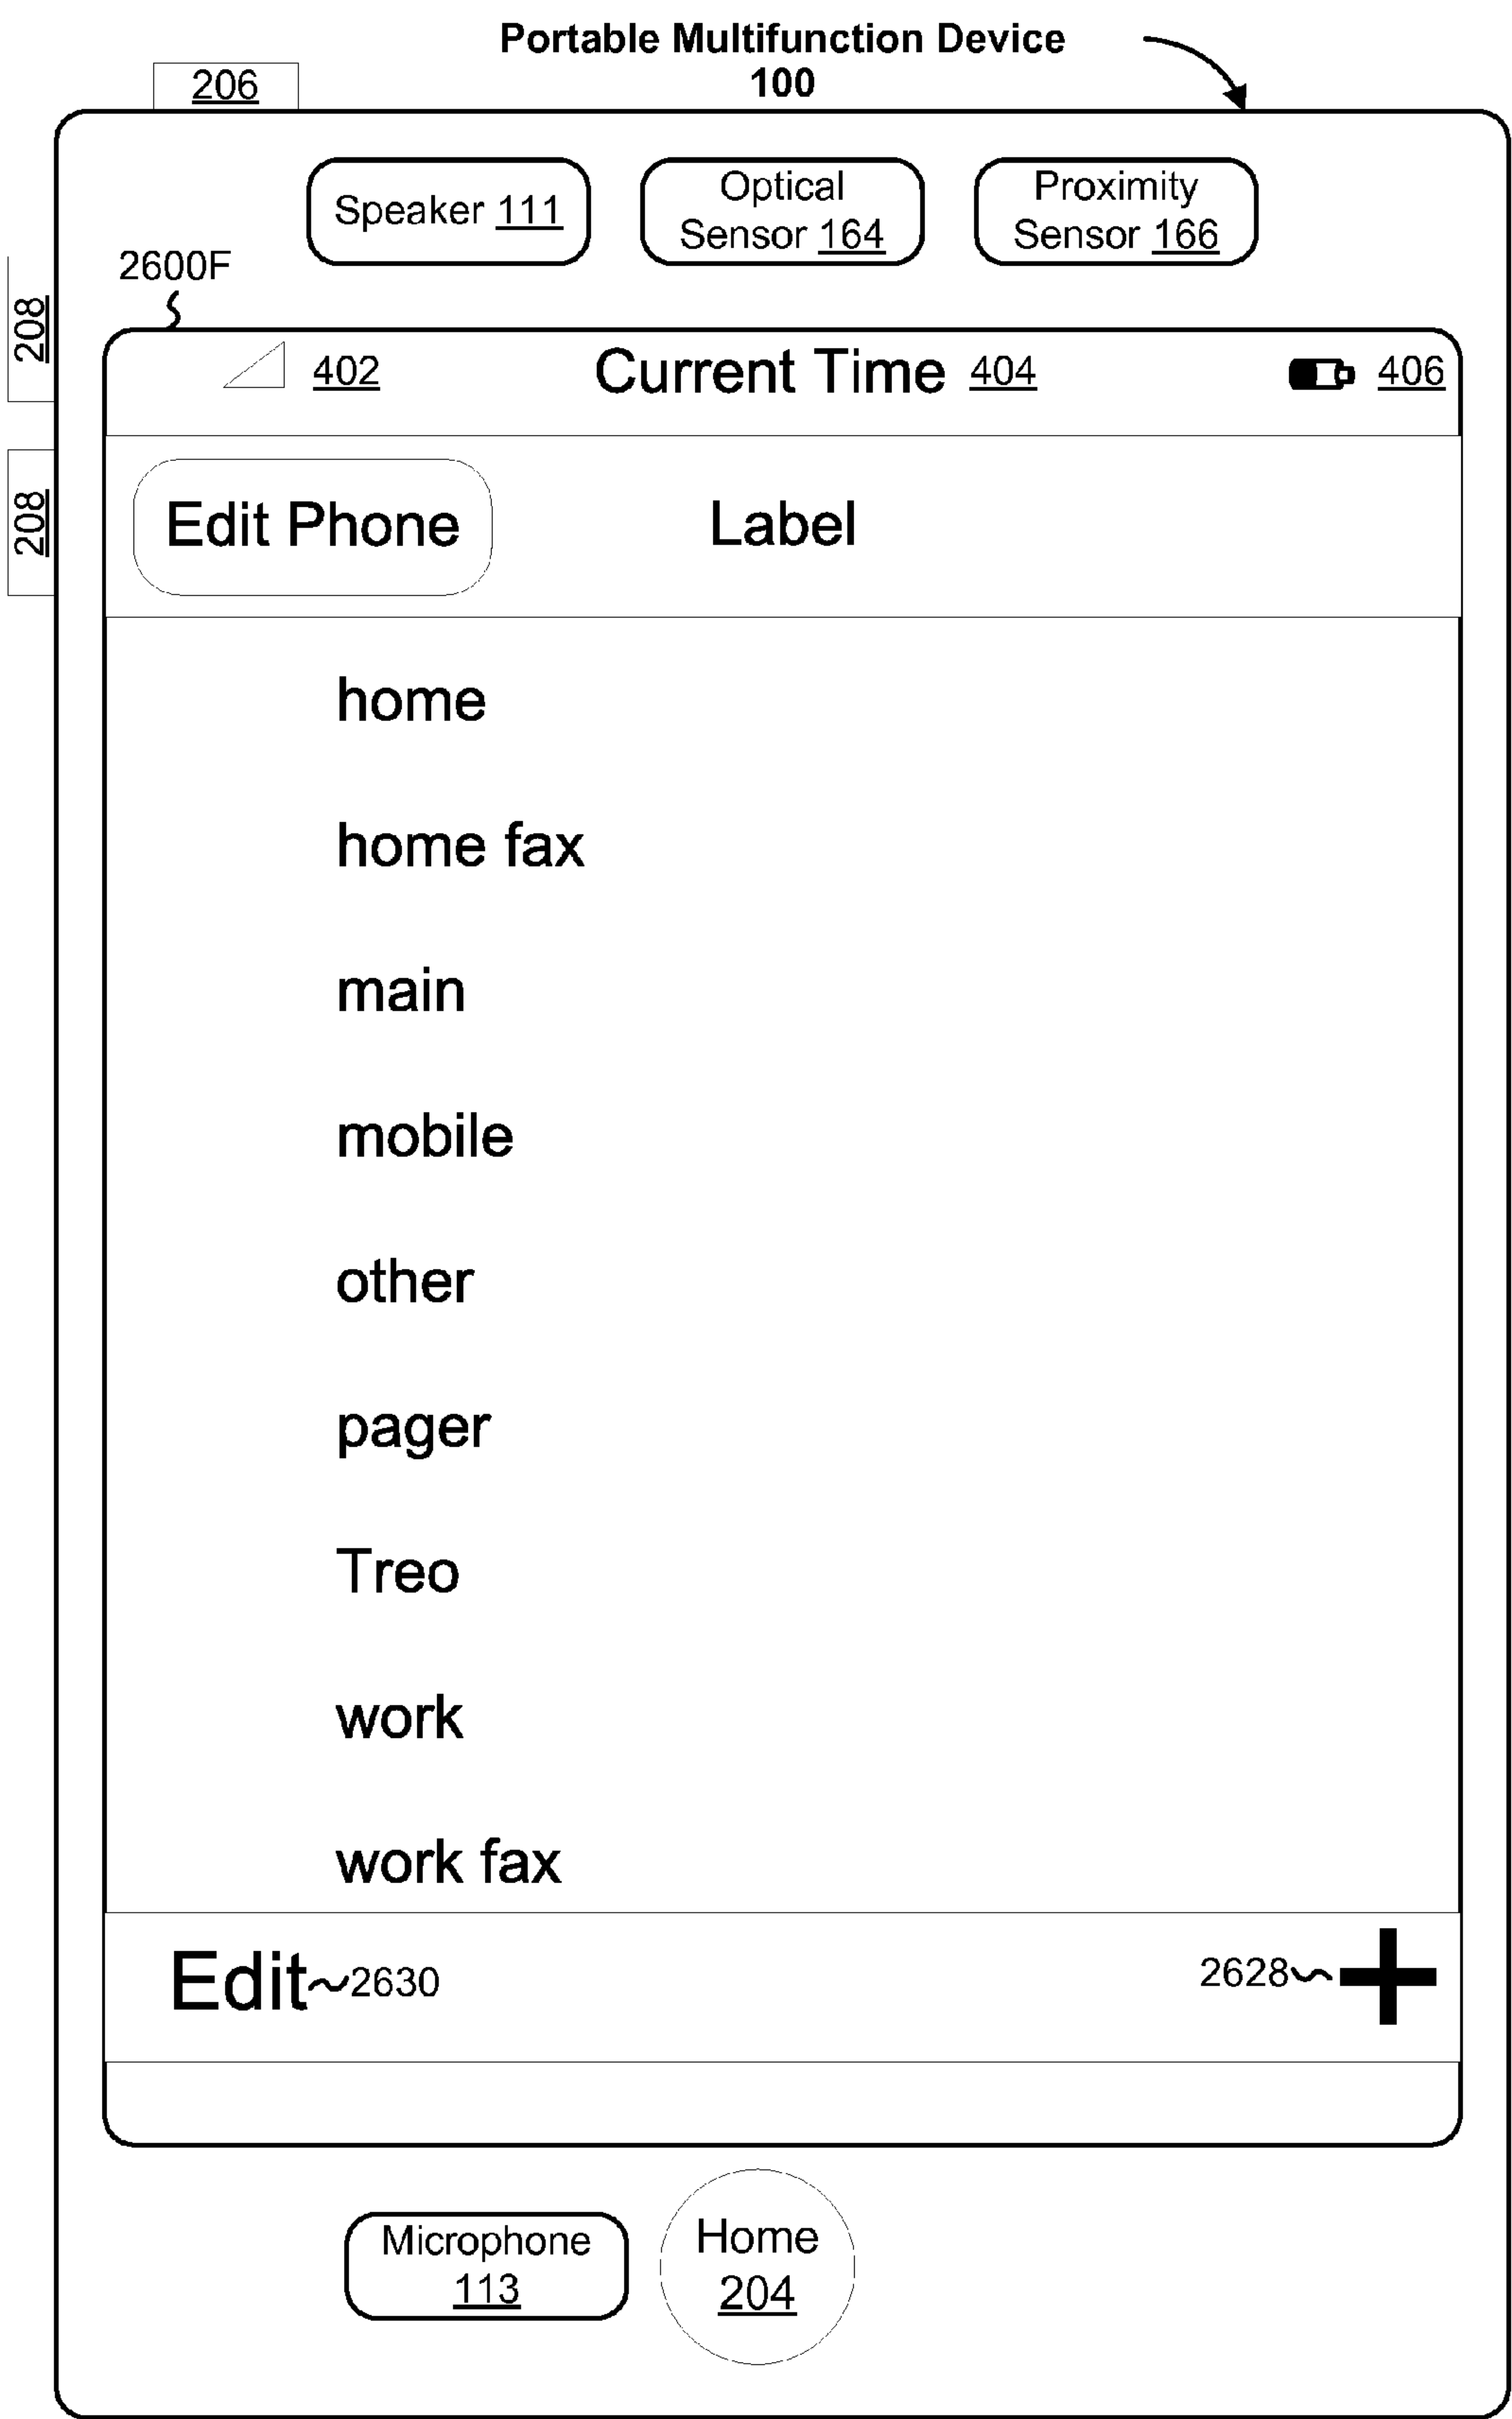 Portable Multifunction Device
100
206
Speaker 111
Optical
Sensor 164
Proximity
Sensor 166
2600F
208
402
Current Time 404
406
208
Edit Phone
Label
home
home fax
main
mobile
other
pager
Treo
work
work fax
Edit 2630
2628
Microphone
113
Home
204